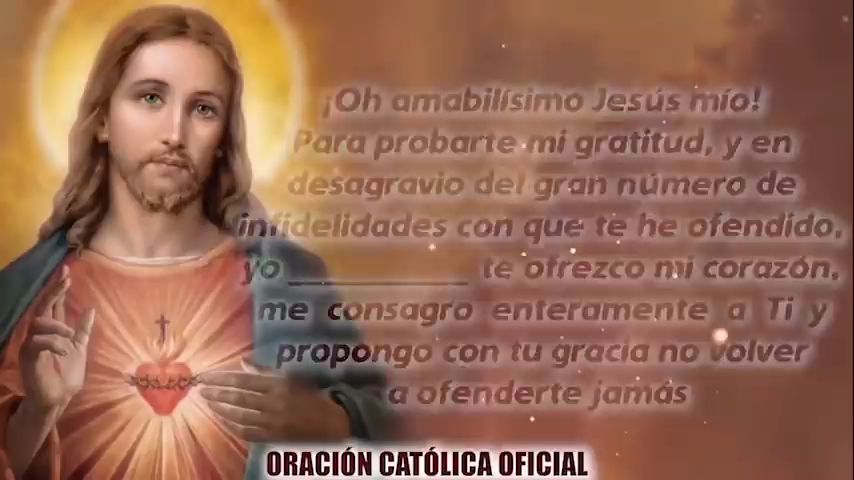 ¡Oh amabilísimo Jesús mío!
Para probarte mi gratitud, y en
desagravio del gran número de
infidelidades con que te he ofendido,
yo ___________ te ofrezco mi corazón,
me consagro enteramente a Ti y
propongo con tu gracia no volver
a ofenderte jamás
ORACIÓN CATÓLICA OFICIAL